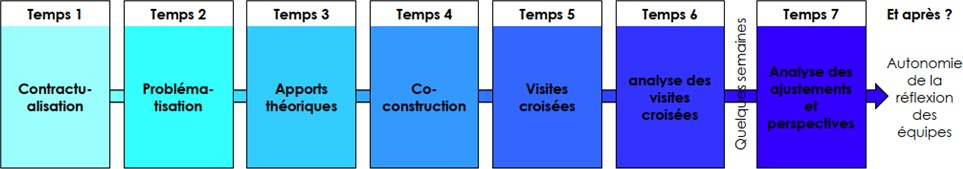 Temps 1
Contractu-
alisation
Temps 2
Probléma-
tisation
Temps 3
Apports
théoriques
Temps 4
Co-
construction
Temps 5
Visites
croisées
Temps 6
analyse des
visites
croisées
Quelques semaines
Temps 7
Analyse des
ajustements
et
perspectives
Et après ?
Autonomie
de la
réflexion
des
équipes